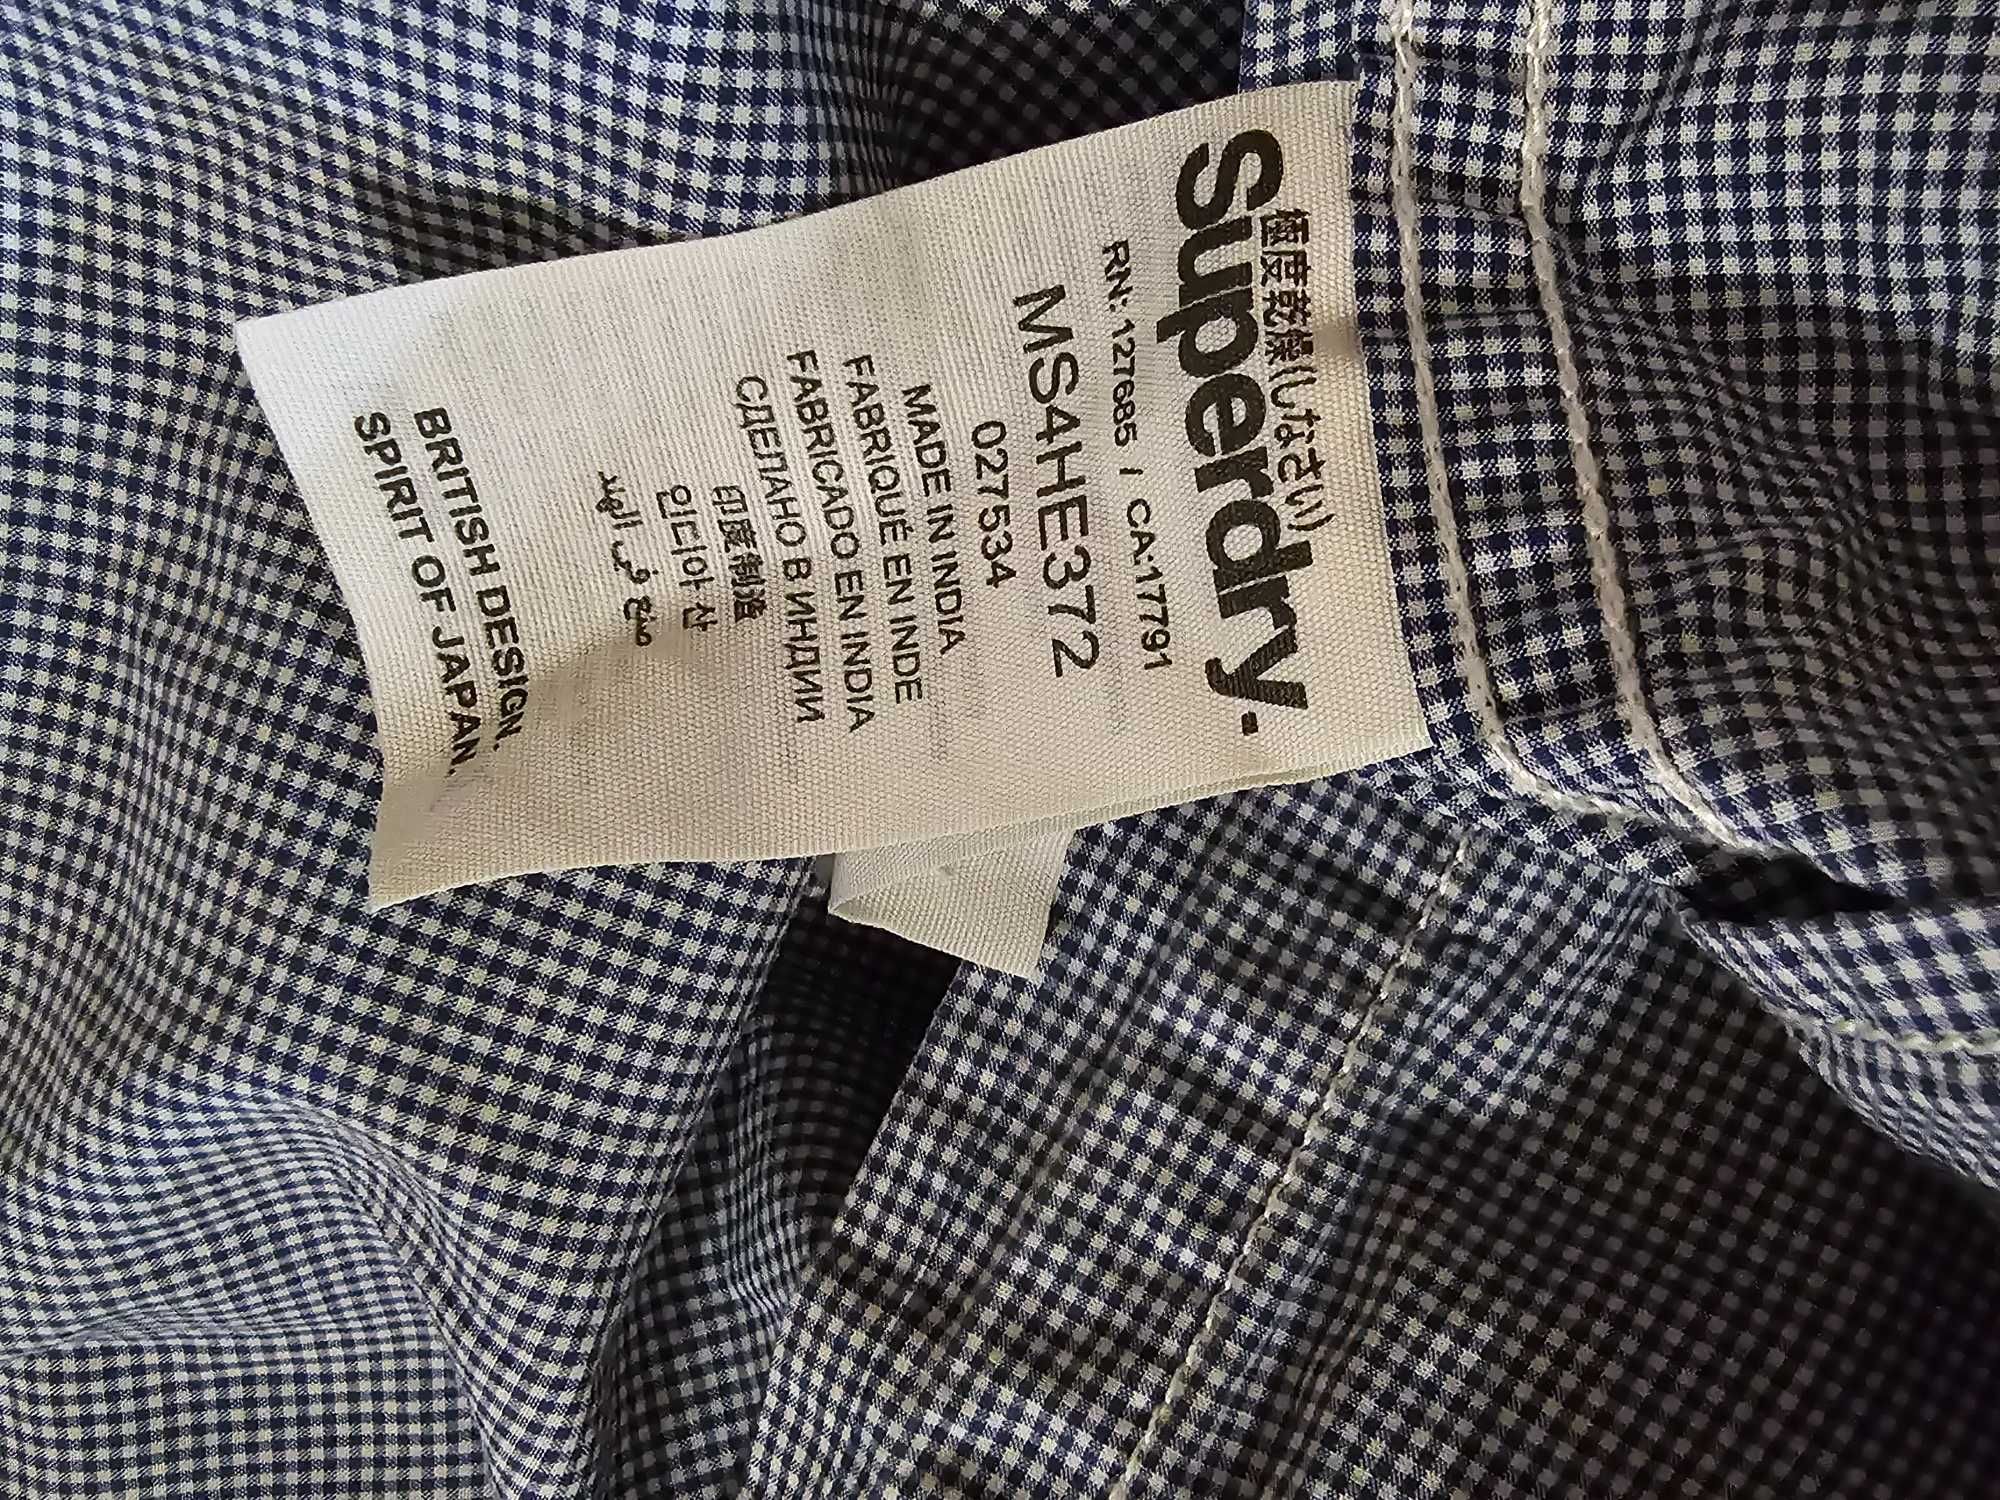 極度乾燥(しなさい)
Superdry.
RN: 127685 / CA:17791
MS4HE372
027534
MADE IN INDIA
FABRIQUÉ EN INDE
FABRICADO EN INDIA
СДЕЛАНО В ИНДИИ
印度制造
인디아 산
صنع في الهند
BRITISH DESIGN.
SPIRIT OF JAPAN.